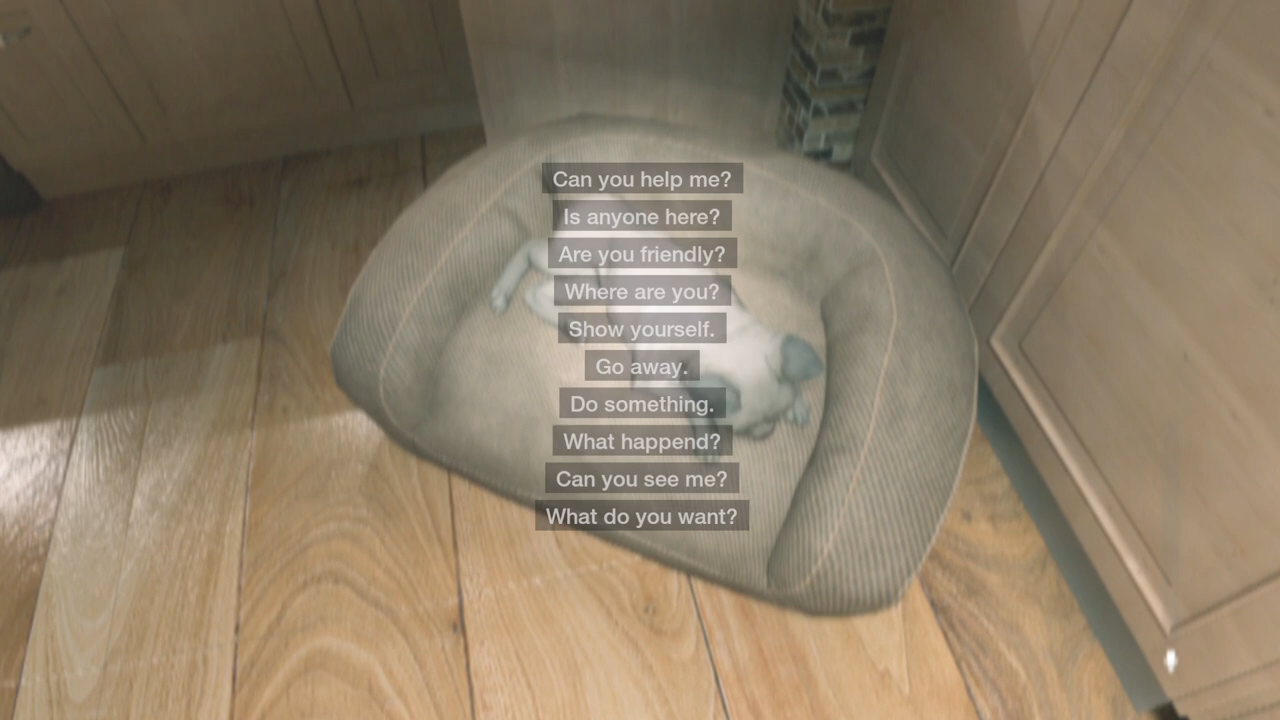 Can you help me?
Is anyone here?
Are you friendly?
Where are you?
Show yourself.
Go away.
Do something.
What happend?
Can you see me?
What do you want?